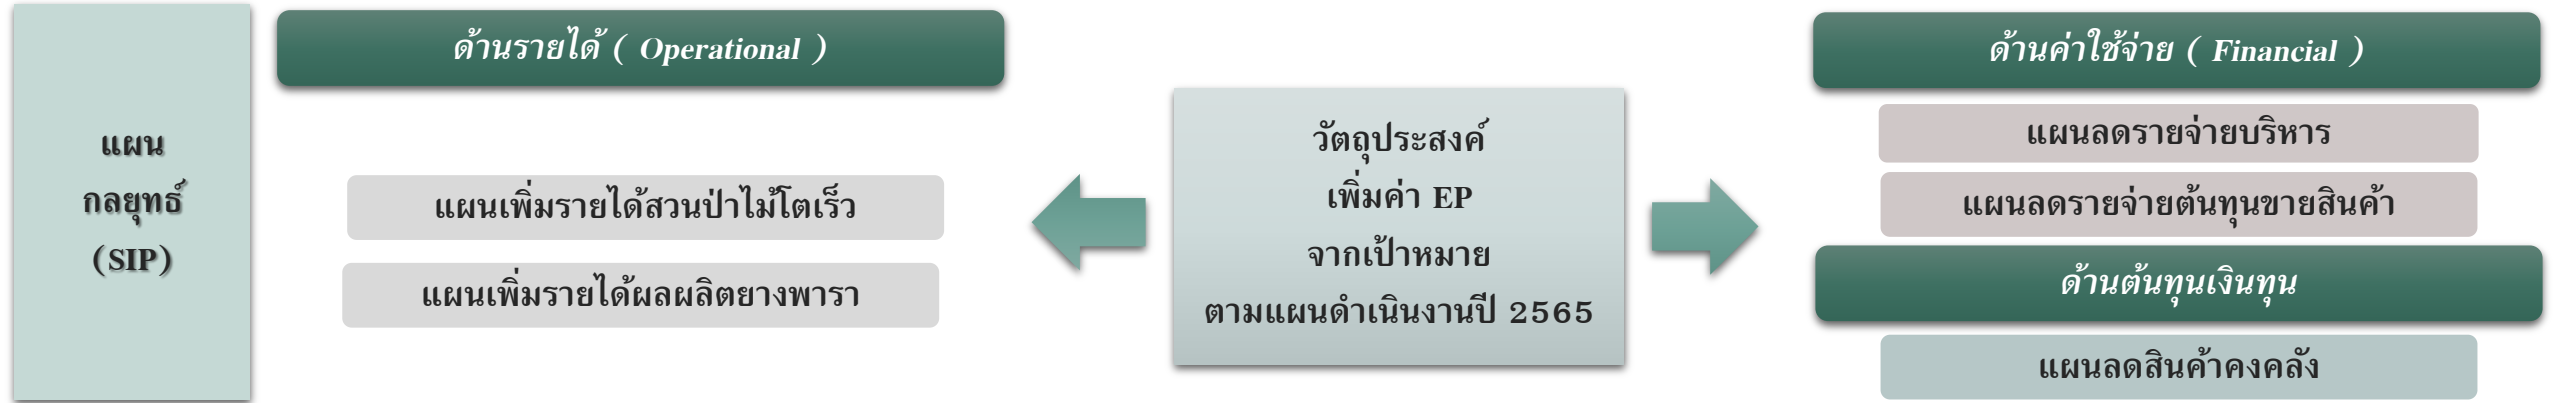 แผน
กลยุทธ์
(SIP)
ด้านรายได้ ( Operational )
แผนเพิ่มรายได้สวนป่าไม้โตเร็ว
แผนเพิ่มรายได้ผลผลิตยางพารา
วัตถุประสงค์
เพิ่มค่า EP
จากเป้าหมาย
ตามแผนดำเนินงานปี 2565
ด้านค่าใช้จ่าย ( Financial )
แผนลดรายจ่ายบริหาร
แผนลดรายจ่ายต้นทุนขายสินค้า
ด้านต้นทุนเงินทุน
แผนลดสินค้าคงคลัง